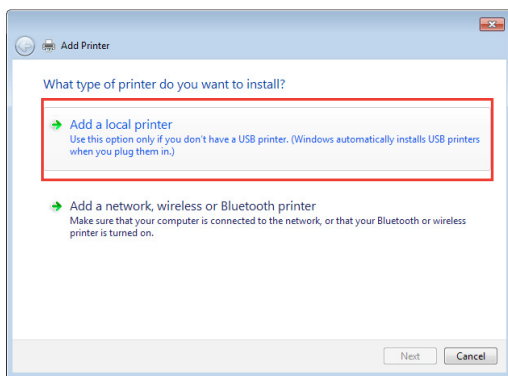 Add Printer
What type of printer do you want to install?
Add a local printer
Use this option only if you don't have a USB printer. (Windows automatically installs USB printers
when you plug them in.)
Add a network, wireless or Bluetooth printer
Make sure that your computer is connected to the network, or that your Bluetooth or wireless
printer is turned on.
Next Cancel